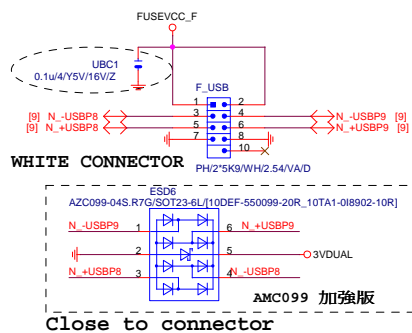 FUSEVCC_F
UBC1
0.1u/4/Y5V/16V/Z
F_USB
1 2
[9] N_-USBP8 3 4 N_-USBP9 [9]
[9] N_+USBP8 5 6 N_+USBP9 [9]
7 8
10
WHITE CONNECTOR
PH/2*5K9/WH/2.54/VA/D
ESD6
AZC099-04S.R7G/SOT23-6L/[10DEF-550099-20R_10TA1-0I8902-10R]
N_-USBP9 1 6 N_+USBP9
2 5 3VDUAL
N_+USBP8 3 4 N_-USBP8
AMC099 加強版
Close to connector